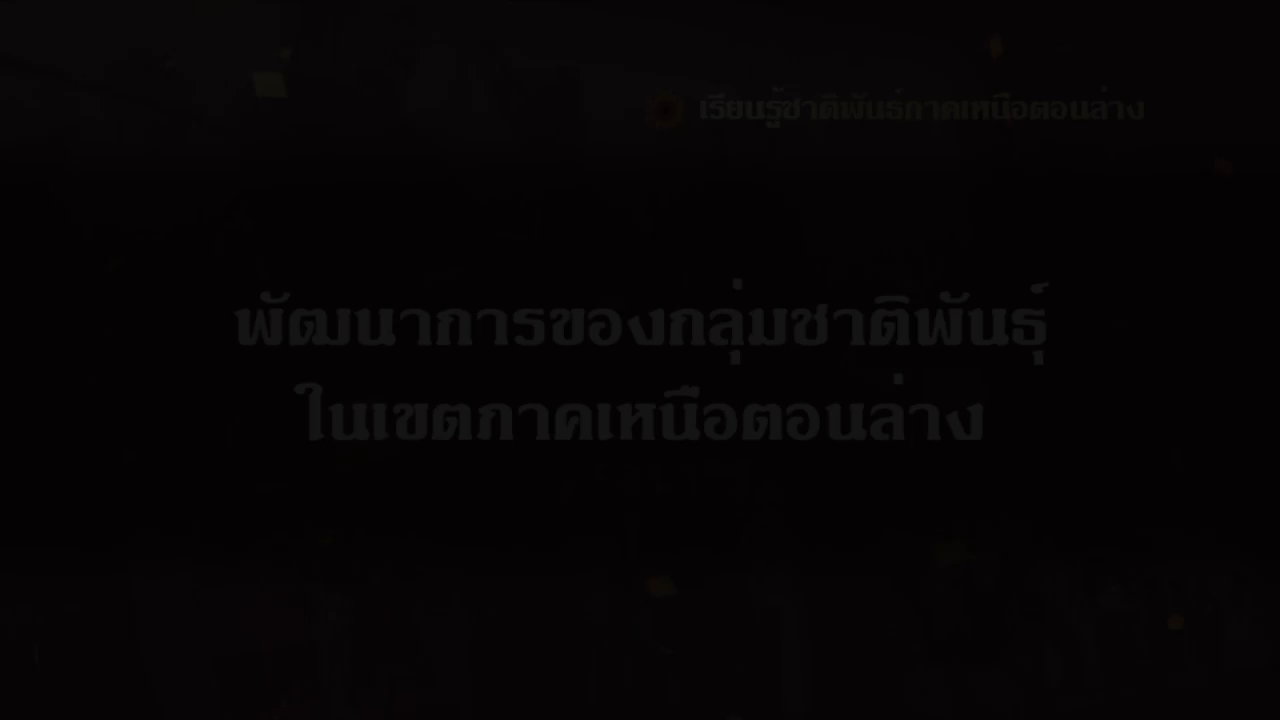 เรียนรู้ชาติพันธ์ภาคเหนือตอนล่าง
พัฒนาการของกลุ่มชาติพันธุ์
ในเขตภาคเหนือตอนล่าง